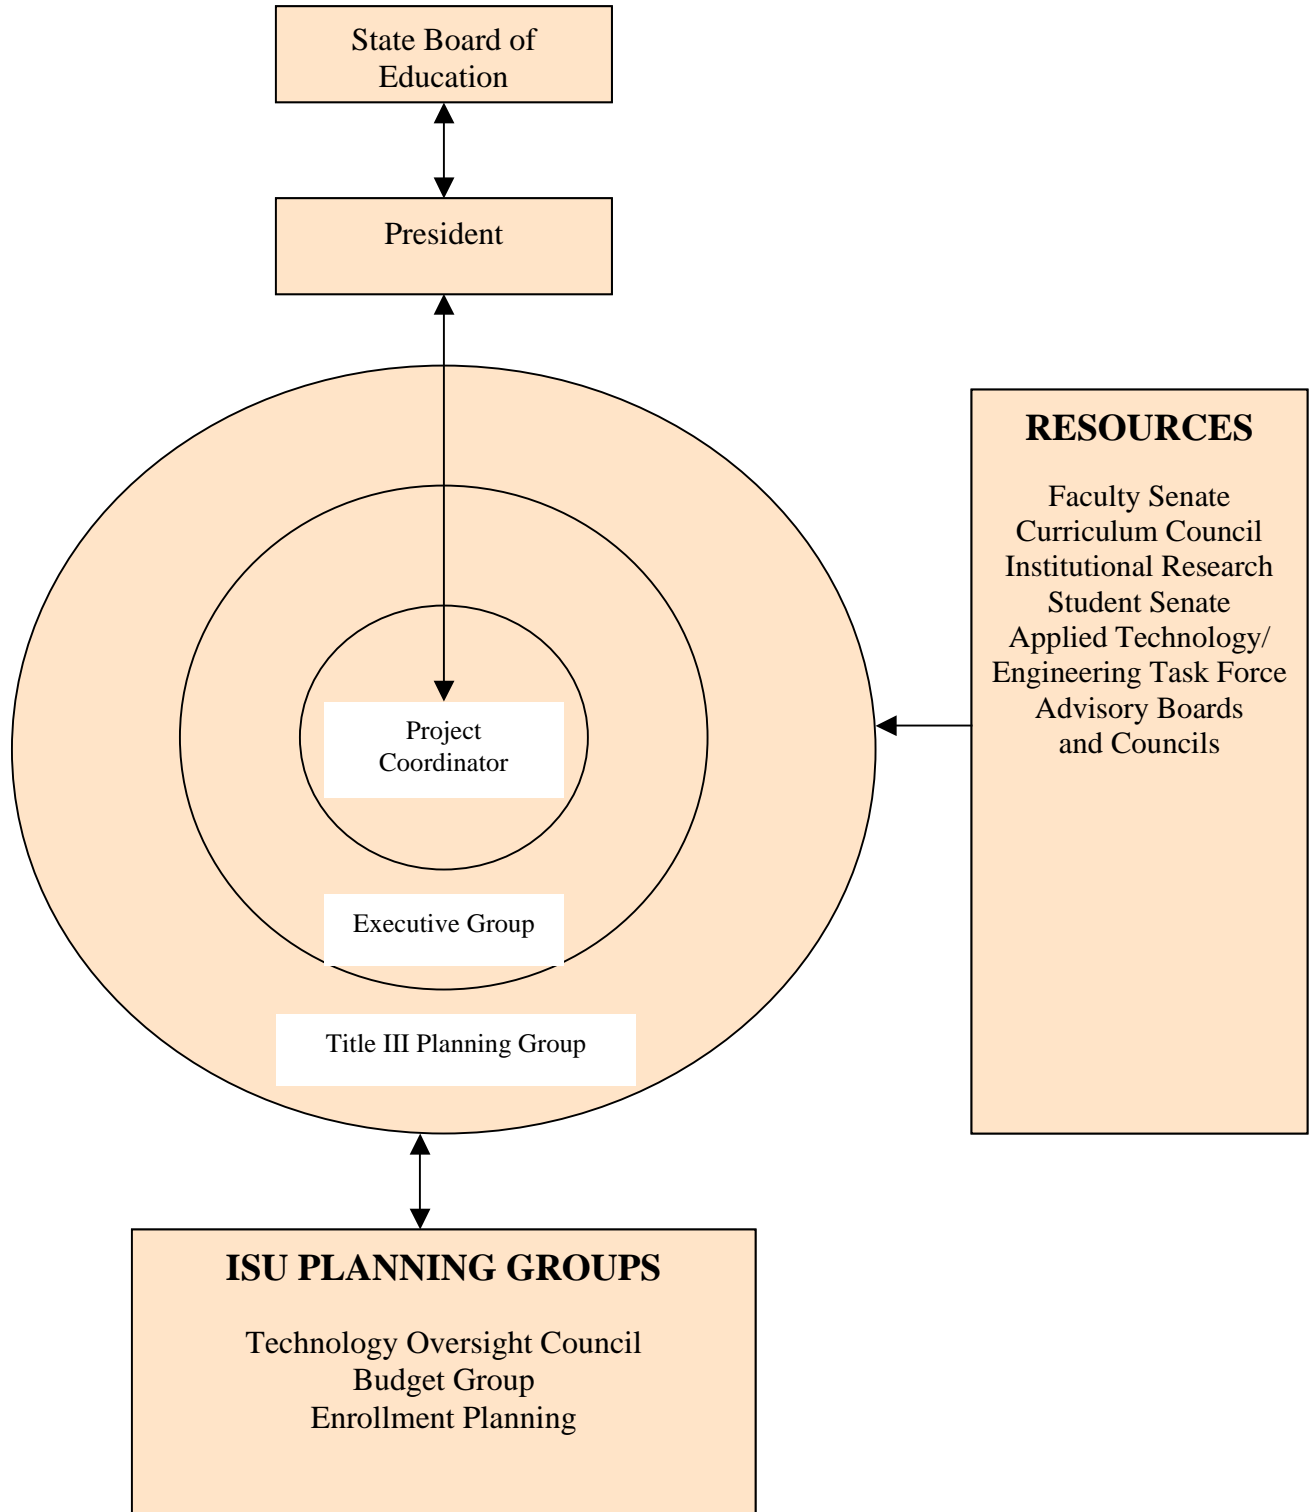 State Board of
Education
President
RESOURCES
Faculty Senate
Curriculum Council
Institutional Research
Student Senate
Applied Technology/
Engineering Task Force
Advisory Boards
and Councils
Project
Coordinator
Executive Group
Title III Planning Group
ISU PLANNING GROUPS
Technology Oversight Council
Budget Group
Enrollment Planning